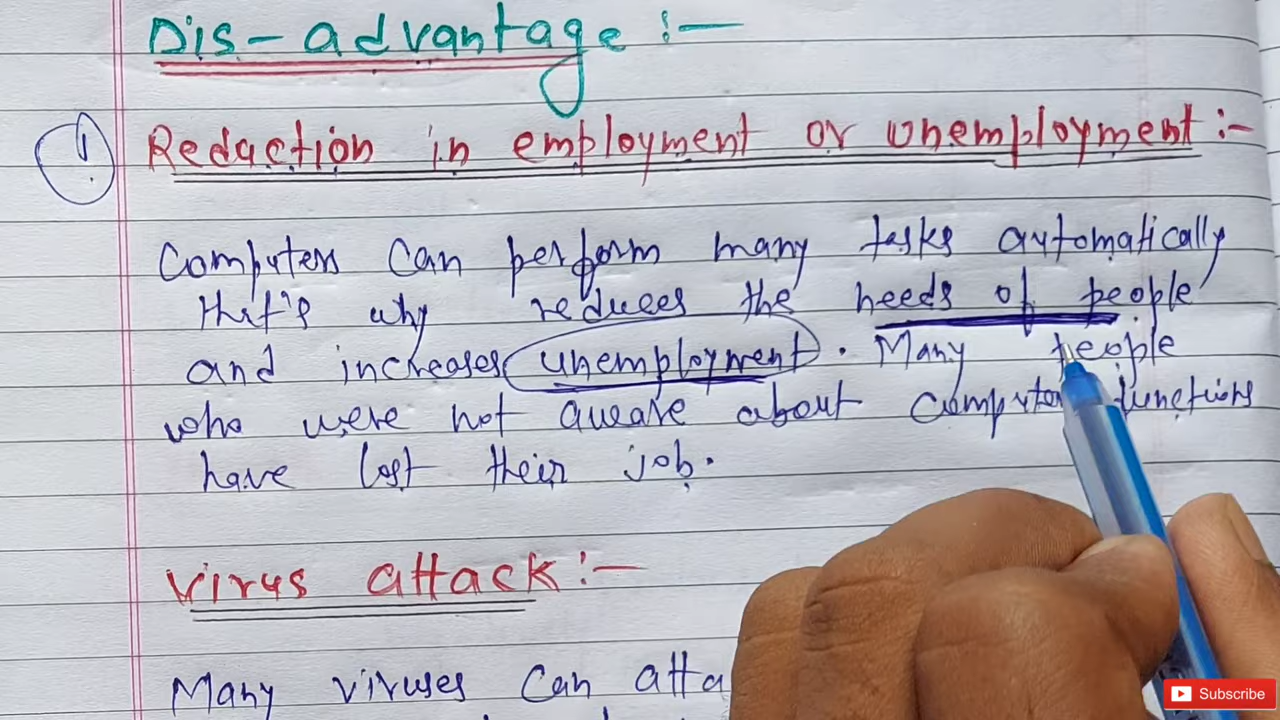 Dis-advantage:-
① Redaction in employment or unemployment:-
Computers can perform many tasks automatically
that's why reduces the needs of people
and increases unemployment. Many people
who were not aware about computer functions
have lost their job.
Virus attack:-
Many viruses can atta
Subscribe